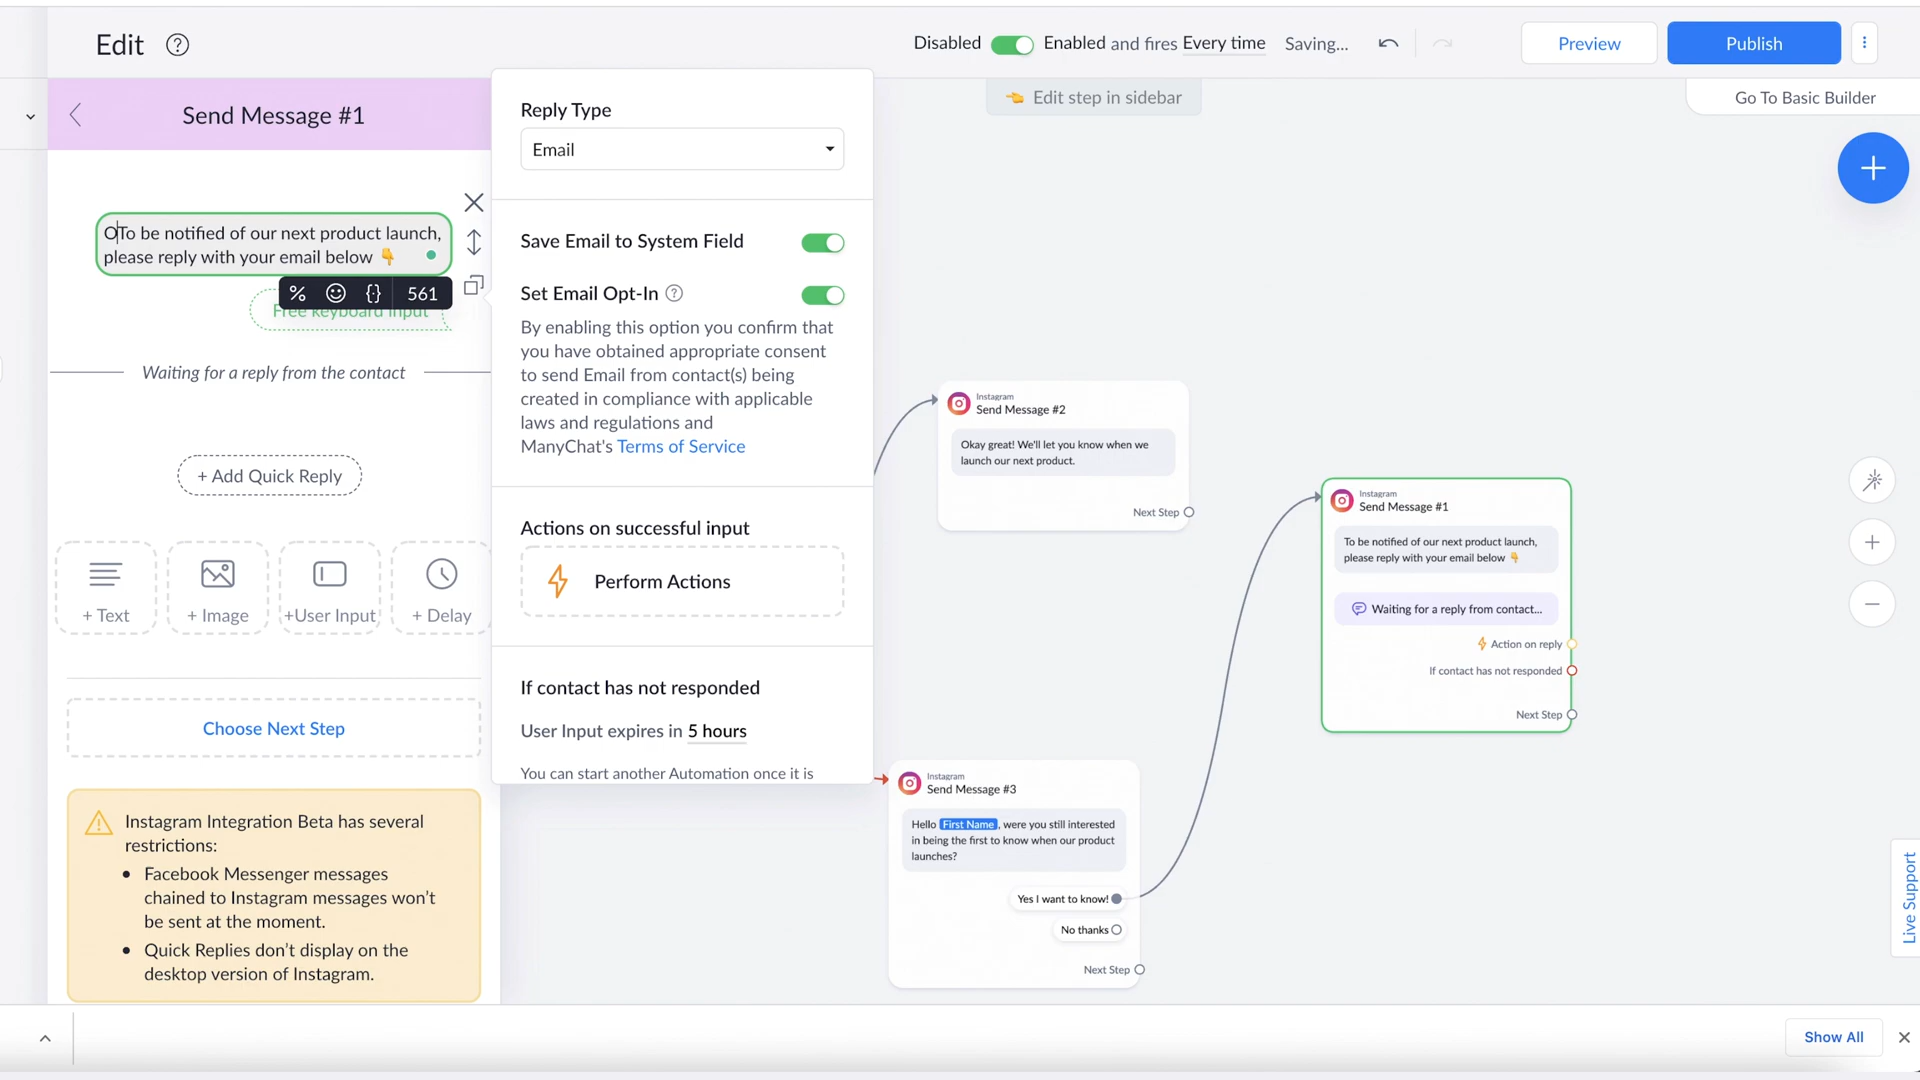 Edit
Disabled Enabled and fires Every time Saving...
Preview
Publish
Send Message #1
OTo be notified of our next product launch,
please reply with your email below 👇
561
Free keyboard input
Waiting for a reply from the contact
+ Add Quick Reply
+ Text
+ Image
+User Input
+ Delay
Choose Next Step
Instagram Integration Beta has several
restrictions:
• Facebook Messenger messages
chained to Instagram messages won't
be sent at the moment.
• Quick Replies don't display on the
desktop version of Instagram.
Reply Type
Email
Save Email to System Field
Set Email Opt-In
By enabling this option you confirm that
you have obtained appropriate consent
to send Email from contact(s) being
created in compliance with applicable
laws and regulations and
ManyChat's Terms of Service
Actions on successful input
Perform Actions
If contact has not responded
User Input expires in 5 hours
You can start another Automation once it is
👈 Edit step in sidebar
Go To Basic Builder
Instagram
Send Message #2
Okay great! We'll let you know when we
launch our next product.
Next Step
Instagram
Send Message #1
To be notified of our next product launch,
please reply with your email below 👇
Waiting for a reply from contact...
Action on reply
If contact has not responded
Next Step
Instagram
Send Message #3
Hello First Name, were you still interested
in being the first to know when our product
launches?
Yes I want to know!
No thanks
Next Step
Live Support
Show All